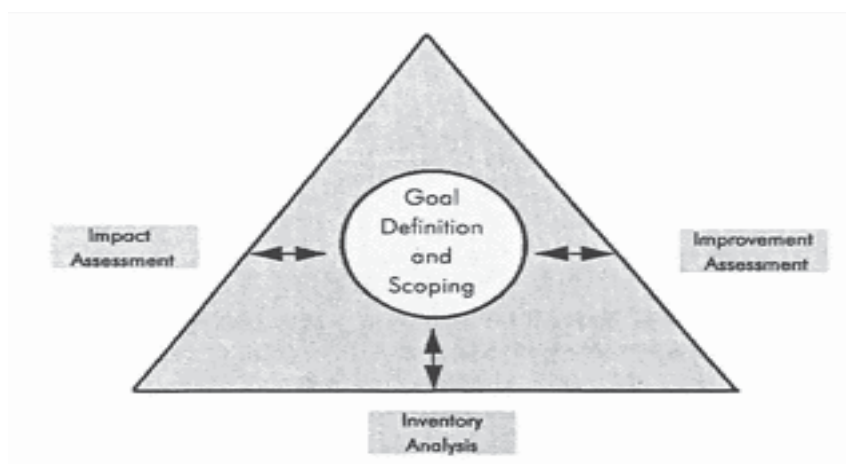 Goal
Definition
and
Scoping
Impact
Assessment
Improvement
Assessment
Inventory
Analysis